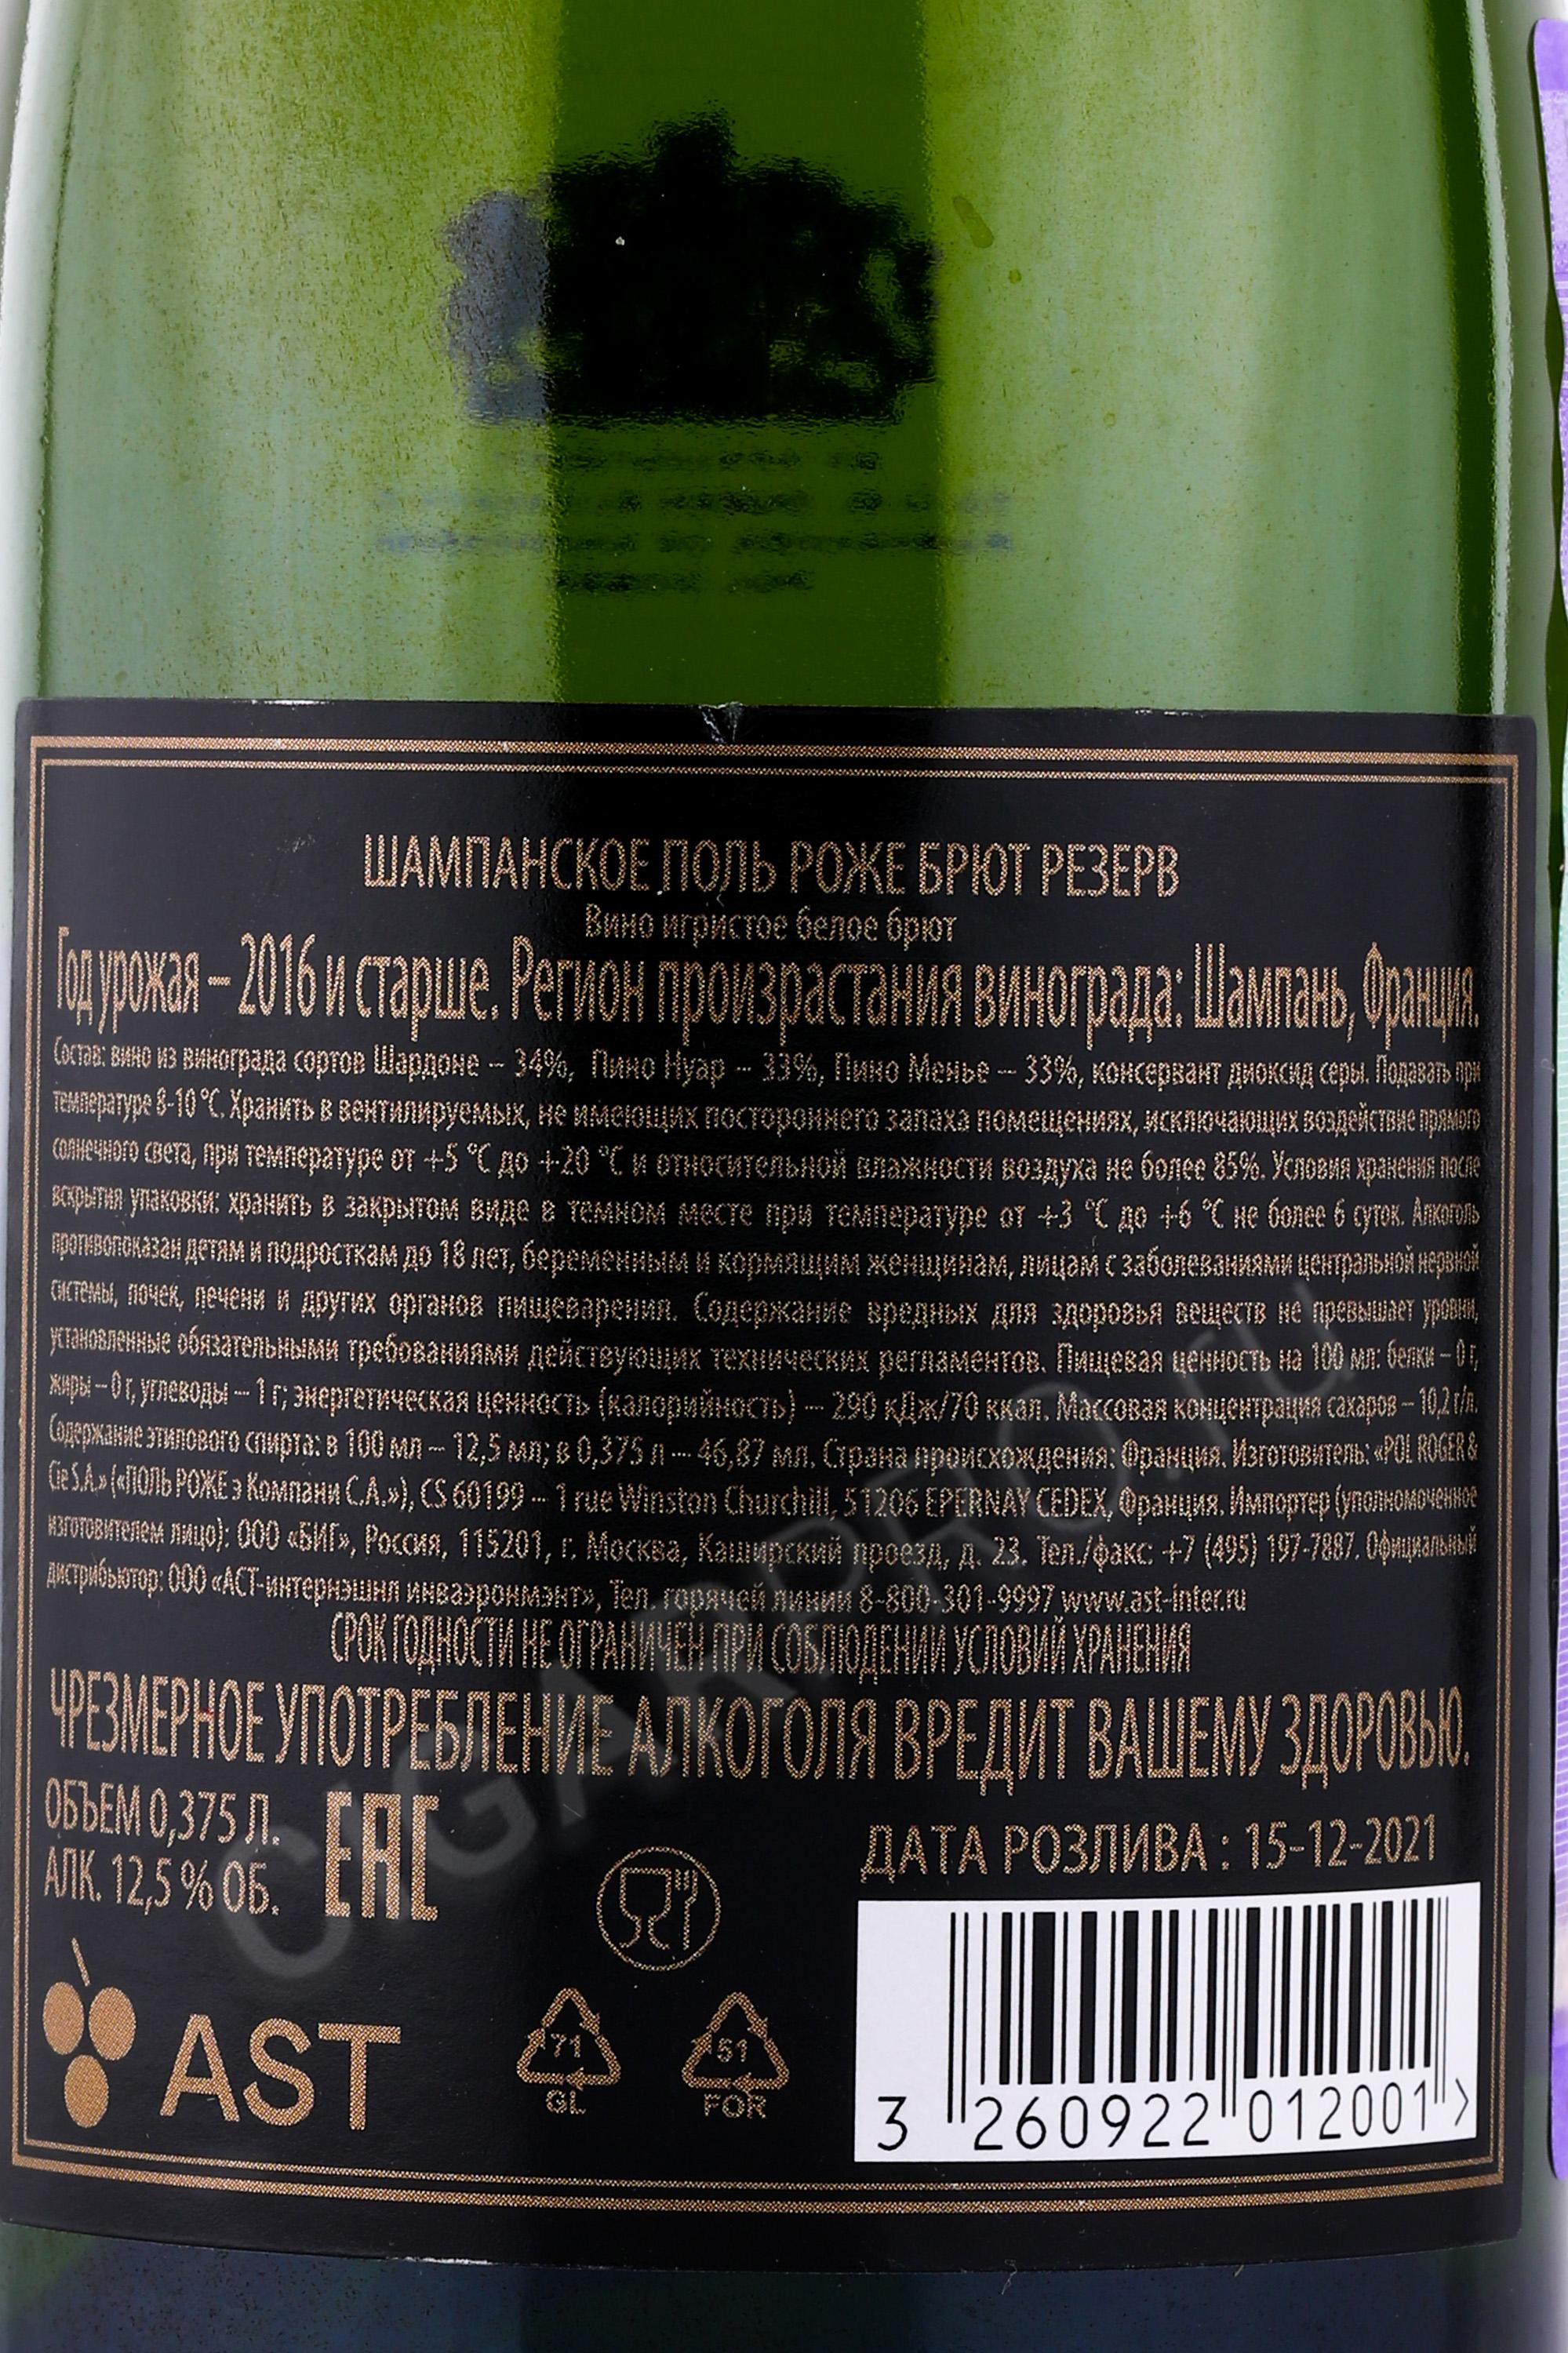 ШАМПАНСКОЕ ПОЛЬ РОЖЕ БРЮТ РЕЗЕРВ
Вино игристое белое брют
Год урожая – 2016 и старше. Регион произрастания винограда: Шампань, Франция.
Состав: вино из винограда сортов Шардоне – 34%, Пино Нуар – 33%, Пино Менье – 33%, консервант диоксид серы. Подавать при
температуре 8-10 °С. Хранить в вентилируемых, не имеющих постороннего запаха помещениях, исключающих воздействие прямого
солнечного света, при температуре от +5 °С до +20 °С и относительной влажности воздуха не более 85%. Условия хранения после
вскрытия упаковки: хранить в закрытом виде в темном месте при температуре от +3 °С до +6 °С не более 6 суток. Алкоголь
противопоказан детям и подросткам до 18 лет, беременным и кормящим женщинам, лицам с заболеваниями центральной нервной
системы, почек, печени и других органов пищеварения. Содержание вредных для здоровья веществ не превышает уровни,
установленные обязательными требованиями действующих технических регламентов. Пищевая ценность на 100 мл: белки – 0 г,
жиры – 0 г, углеводы – 1 г; энергетическая ценность (калорийность) – 290 кДж/70 ккал. Массовая концентрация сахаров – 10,2 г/л.
Содержание этилового спирта: в 100 мл – 12,5 мл; в 0,375 л – 46,87 мл. Страна происхождения: Франция. Изготовитель: «POL ROGER &
Cie S.A.» («ПОЛЬ РОЖЕ э Компани С.А.»), CS 60199 – 1 rue Winston Churchill, 51206 EPERNAY CEDEX, Франция. Импортер (уполномоченное
изготовителем лицо): ООО «БИГ», Россия, 115201, г. Москва, Каширский проезд, д. 23. Тел./факс: +7 (495) 197-7887. Официальный
дистрибьютор: ООО «АСТ-интернэшнл инваэронмэнт», Тел. горячей линии 8-800-301-9997 www.ast-inter.ru
СРОК ГОДНОСТИ НЕ ОГРАНИЧЕН ПРИ СОБЛЮДЕНИИ УСЛОВИЙ ХРАНЕНИЯ
ЧРЕЗМЕРНОЕ УПОТРЕБЛЕНИЕ АЛКОГОЛЯ ВРЕДИТ ВАШЕМУ ЗДОРОВЬЮ.
ОБЪЕМ 0,375 Л.
АЛК. 12,5 % ОБ.
ЕАС
ДАТА РОЗЛИВА : 15-12-2021
AST
71
GL
51
FOR
3 260922 012001 >
CIGARPRO.ru